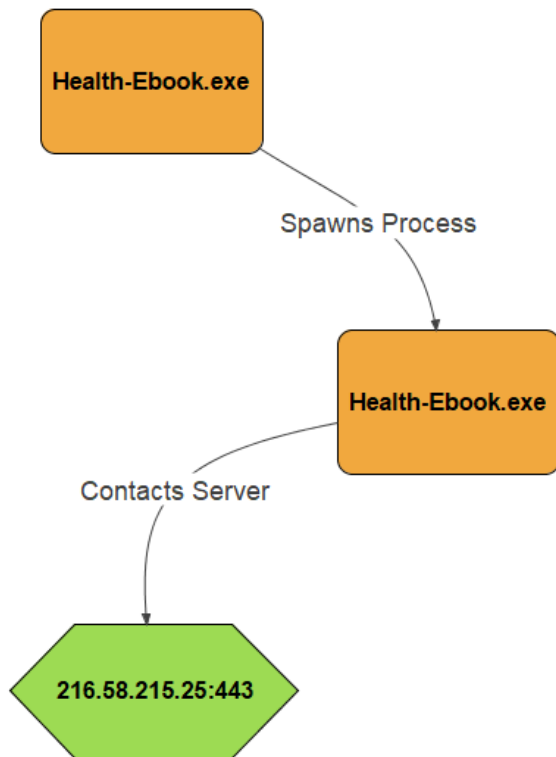 Health-Ebook.exe
Spawns Process
Health-Ebook.exe
Contacts Server
216.58.215.25:443